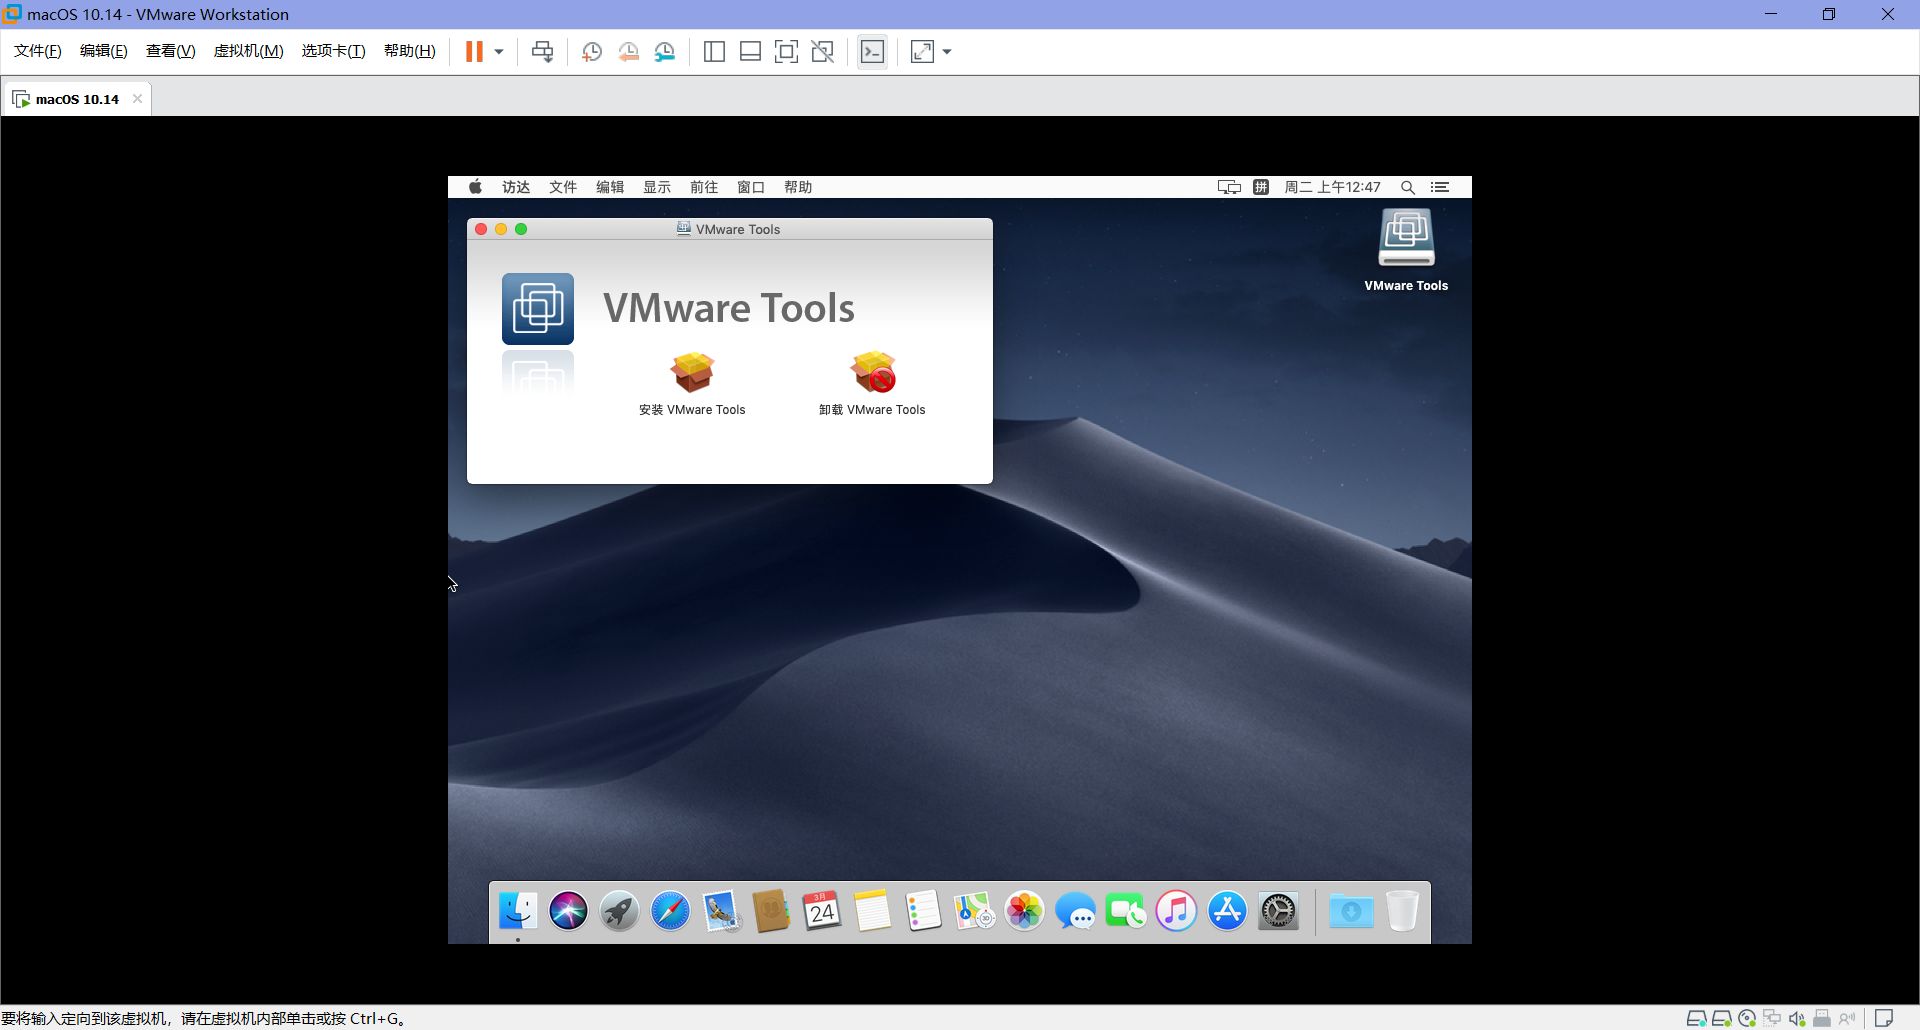 macOS 10.14 - VMware Workstation
文件(F) 编辑(E) 查看(V) 虚拟机(M) 选项卡(T) 帮助(H)
macOS 10.14
访达 文件 编辑 显示 前往 窗口 帮助 拼 周二 上午12:47
VMware Tools
VMware Tools
VMware Tools
安装 VMware Tools 卸载 VMware Tools
3月
24
3D
要将输入定向到该虚拟机，请在虚拟机内部单击或按 Ctrl+G。